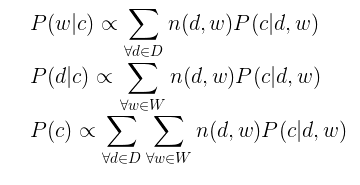 P(w|c) ∝ ∑_{∀d∈D} n(d, w)P(c|d, w)
P(d|c) ∝ ∑_{∀w∈W} n(d, w)P(c|d, w)
P(c) ∝ ∑_{∀d∈D} ∑_{∀w∈W} n(d, w)P(c|d, w)